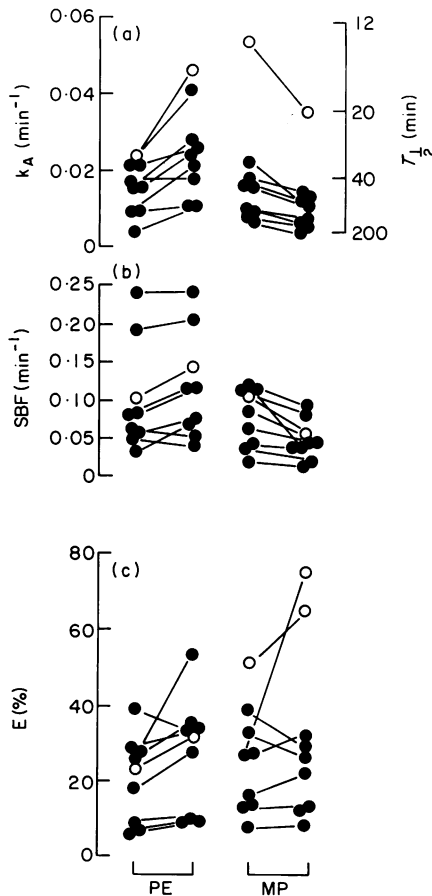 (a)
k_A (min⁻¹)
0·06
0·04
0·02
0
12
20
40
200
T_½ (min)
(b)
SBF (min⁻¹)
0·25
0·20
0·15
0·10
0·05
0
(c)
E (%)
80
60
40
20
0
PE
MP